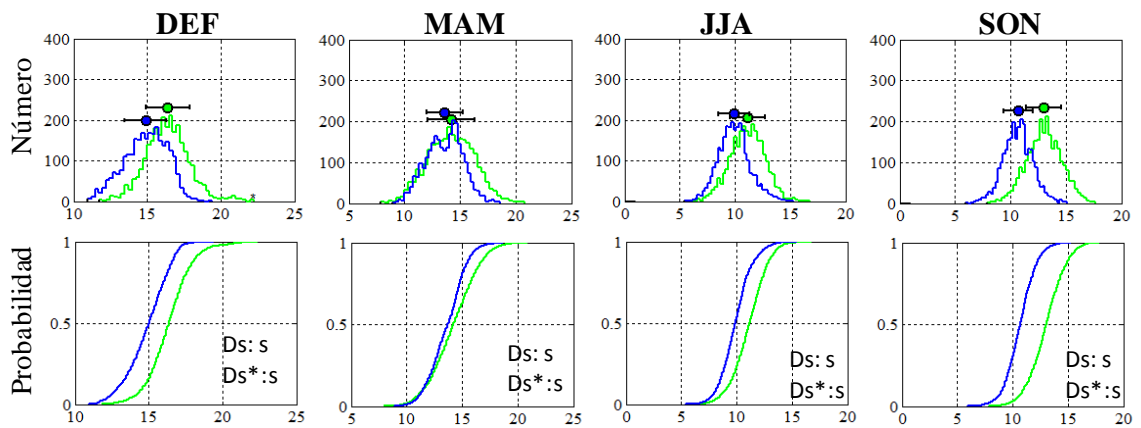 DEF MAM JJA SON
Número
400 400 400 400
300 300 300 300
200 200 200 200
100 100 100 100
0 0 0 0
*
10 15 20 25 5 10 15 20 25 0 5 10 15 20 0 5 10 15 20
Probabilidad
1 1 1 1
0.5 0.5 0.5 0.5
Ds: s Ds: s Ds: s Ds: s
Ds*:s Ds*:s Ds*:s Ds*:s
0 0 0 0
10 15 20 25 5 10 15 20 25 0 5 10 15 20 0 5 10 15 20